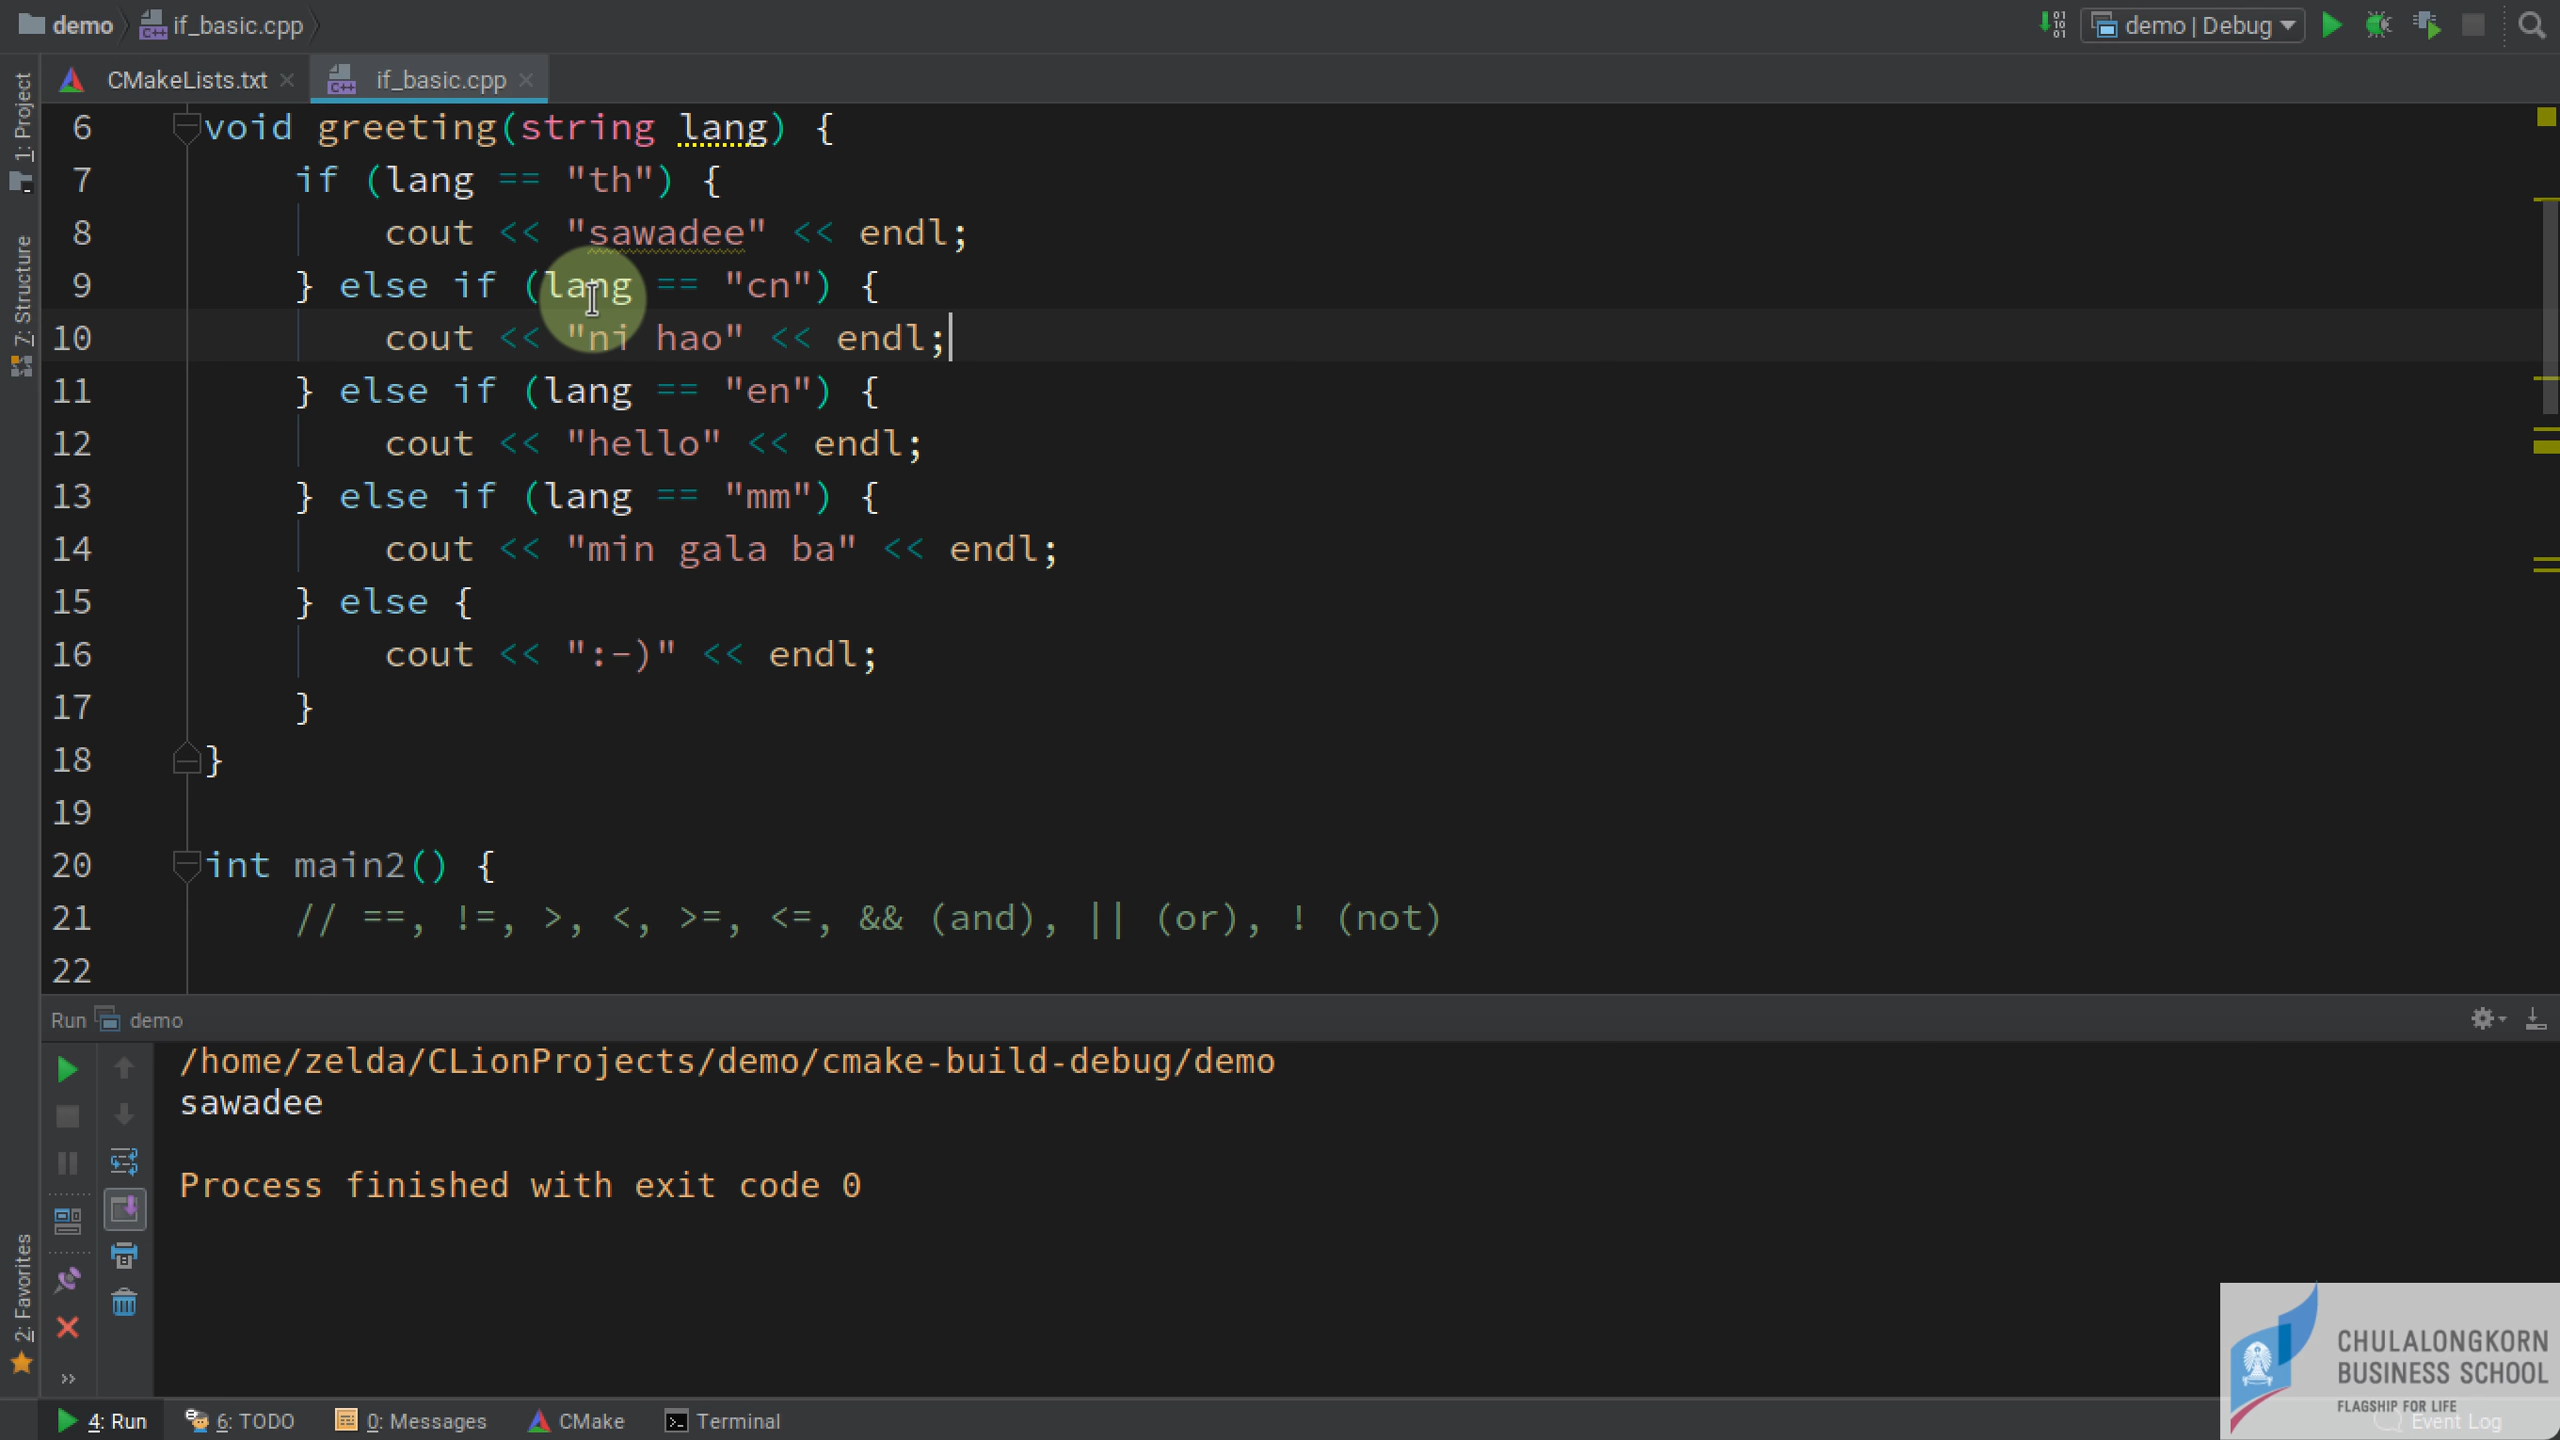 demo if_basic.cpp demo | Debug
CMakeLists.txt if_basic.cpp
1: Project
7: Structure
2: Favorites
6 void greeting(string lang) {
7 if (lang == "th") {
8 cout << "sawadee" << endl;
9 } else if (lang == "cn") {
10 cout << "ni hao" << endl;
11 } else if (lang == "en") {
12 cout << "hello" << endl;
13 } else if (lang == "mm") {
14 cout << "min gala ba" << endl;
15 } else {
16 cout << ":-)" << endl;
17 }
18 }
19
20 int main2() {
21 // ==, !=, >, <, >=, <=, && (and), || (or), ! (not)
22
Run demo
/home/zelda/CLionProjects/demo/cmake-build-debug/demo
sawadee
Process finished with exit code 0
CHULALONGKORN
BUSINESS SCHOOL
FLAGSHIP FOR LIFE
4: Run 6: TODO 0: Messages CMake Terminal Event Log